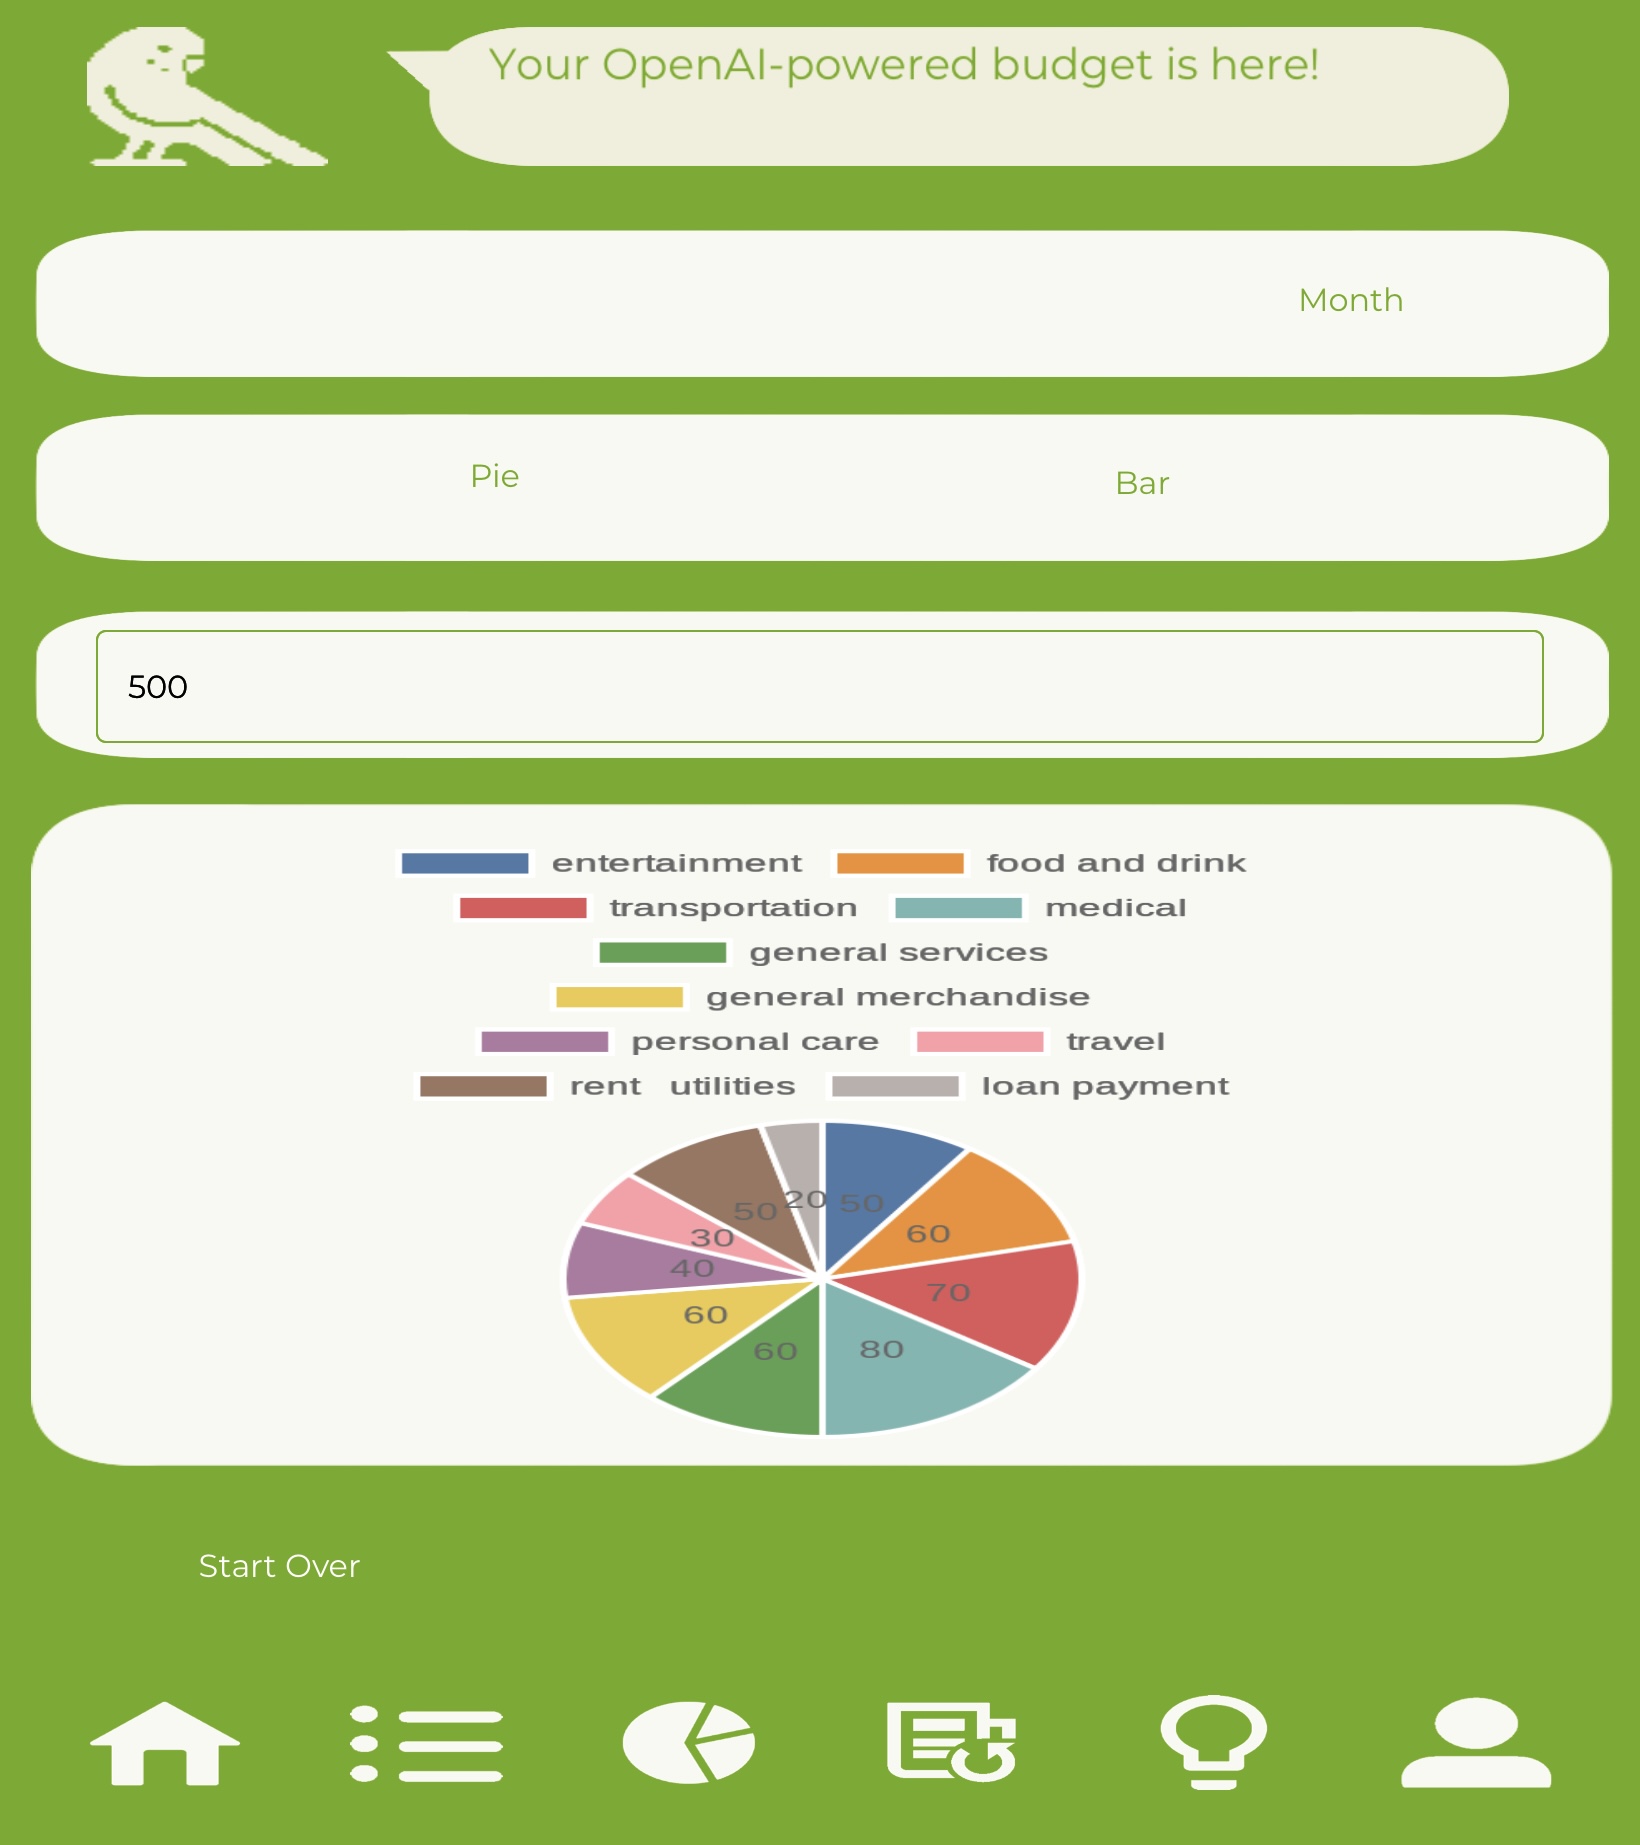 Your OpenAI-powered budget is here!
Month
Pie Bar
500
entertainment food and drink
transportation medical
general services
general merchandise
personal care travel
rent utilities loan payment
50 20 50
60
30
40
70
60
60 80
Start Over